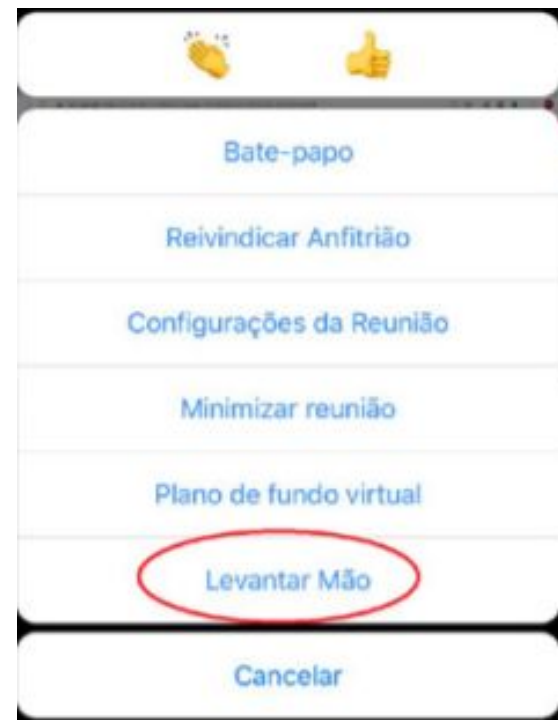 Bate-papo
Reivindicar Anfitrião
Configurações da Reunião
Minimizar reunião
Plano de fundo virtual
Levantar Mão
Cancelar